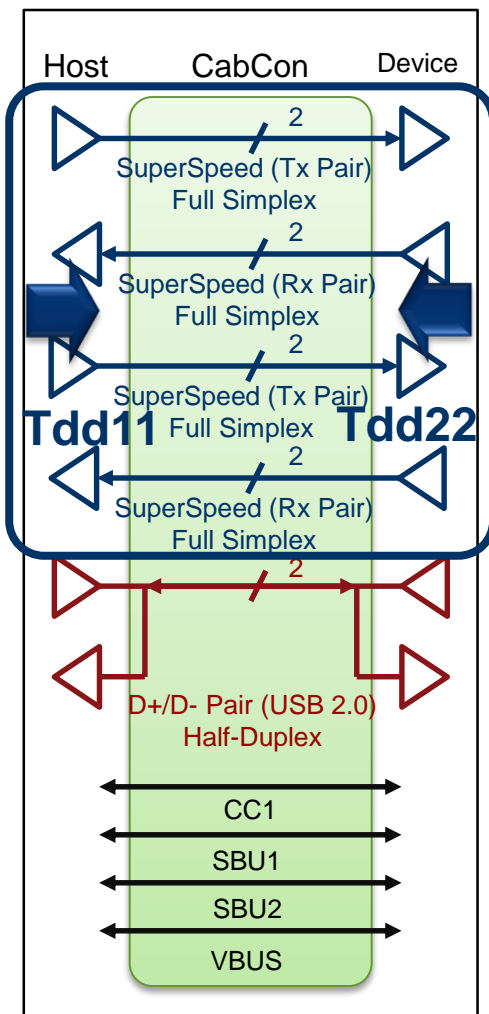 Host CabCon Device
2
SuperSpeed (Tx Pair)
Full Simplex
2
SuperSpeed (Rx Pair)
Full Simplex
2
SuperSpeed (Tx Pair)
Tdd11 Full Simplex Tdd22
2
SuperSpeed (Rx Pair)
Full Simplex
2
D+/D- Pair (USB 2.0)
Half-Duplex
CC1
SBU1
SBU2
VBUS